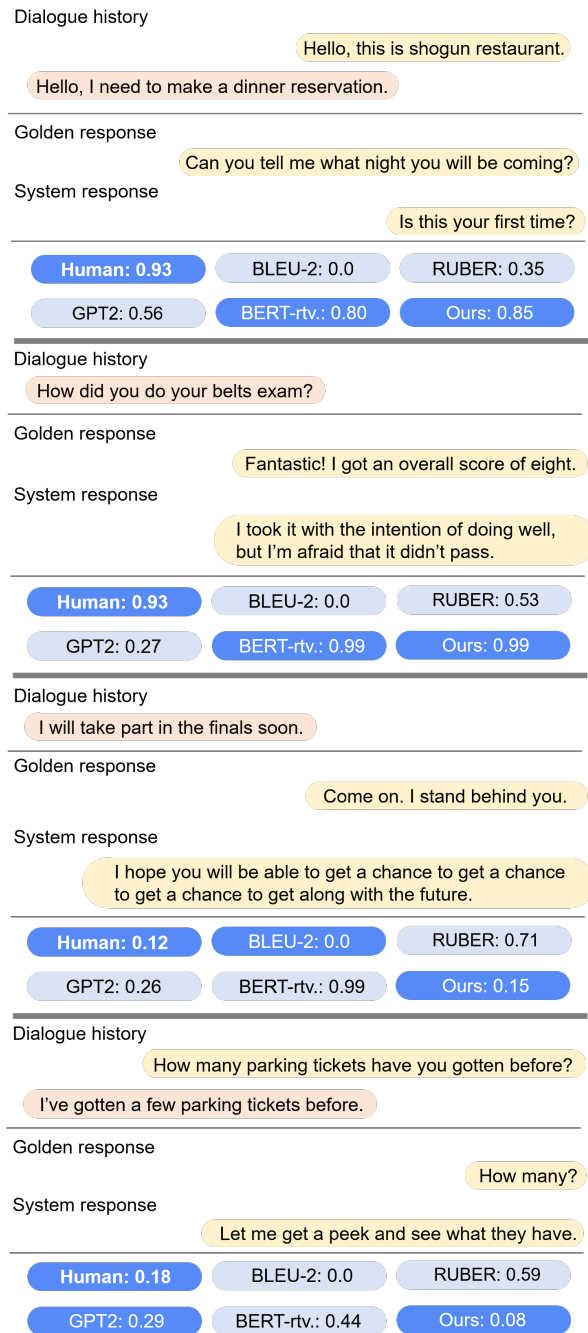 Dialogue history
Hello, this is shogun restaurant.
Hello, I need to make a dinner reservation.
Golden response
Can you tell me what night you will be coming?
System response
Is this your first time?
Human: 0.93
BLEU-2: 0.0
RUBER: 0.35
GPT2: 0.56
BERT-rtv.: 0.80
Ours: 0.85
Dialogue history
How did you do your belts exam?
Golden response
Fantastic! I got an overall score of eight.
System response
I took it with the intention of doing well,
but I'm afraid that it didn't pass.
Human: 0.93
BLEU-2: 0.0
RUBER: 0.53
GPT2: 0.27
BERT-rtv.: 0.99
Ours: 0.99
Dialogue history
I will take part in the finals soon.
Golden response
Come on. I stand behind you.
System response
I hope you will be able to get a chance to get a chance
to get a chance to get along with the future.
Human: 0.12
BLEU-2: 0.0
RUBER: 0.71
GPT2: 0.26
BERT-rtv.: 0.99
Ours: 0.15
Dialogue history
How many parking tickets have you gotten before?
I've gotten a few parking tickets before.
Golden response
How many?
System response
Let me get a peek and see what they have.
Human: 0.18
BLEU-2: 0.0
RUBER: 0.59
GPT2: 0.29
BERT-rtv.: 0.44
Ours: 0.08